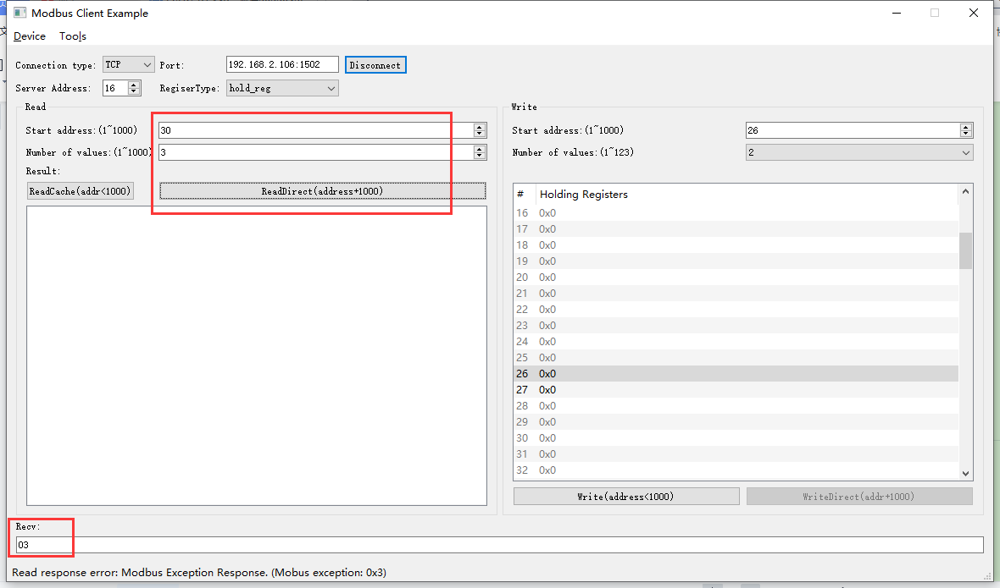 Modbus Client Example
Device Tools
Connection type: TCP Port: 192.168.2.106:1502 Disconnect
Server Address: 16 RegiserType: hold_reg
Read
Start address:(1~1000) 30
Number of values:(1~1000) 3
Result:
ReadCache(addr<1000) ReadDirect(address+1000)
Write
Start address:(1~1000) 26
Number of values:(1~123) 2
# Holding Registers
16 0x0
17 0x0
18 0x0
19 0x0
20 0x0
21 0x0
22 0x0
23 0x0
24 0x0
25 0x0
26 0x0
27 0x0
28 0x0
29 0x0
30 0x0
31 0x0
32 0x0
Write(address<1000) WriteDirect(addr+1000)
Recv:
03
Read response error: Modbus Exception Response. (Mobus exception: 0x3)